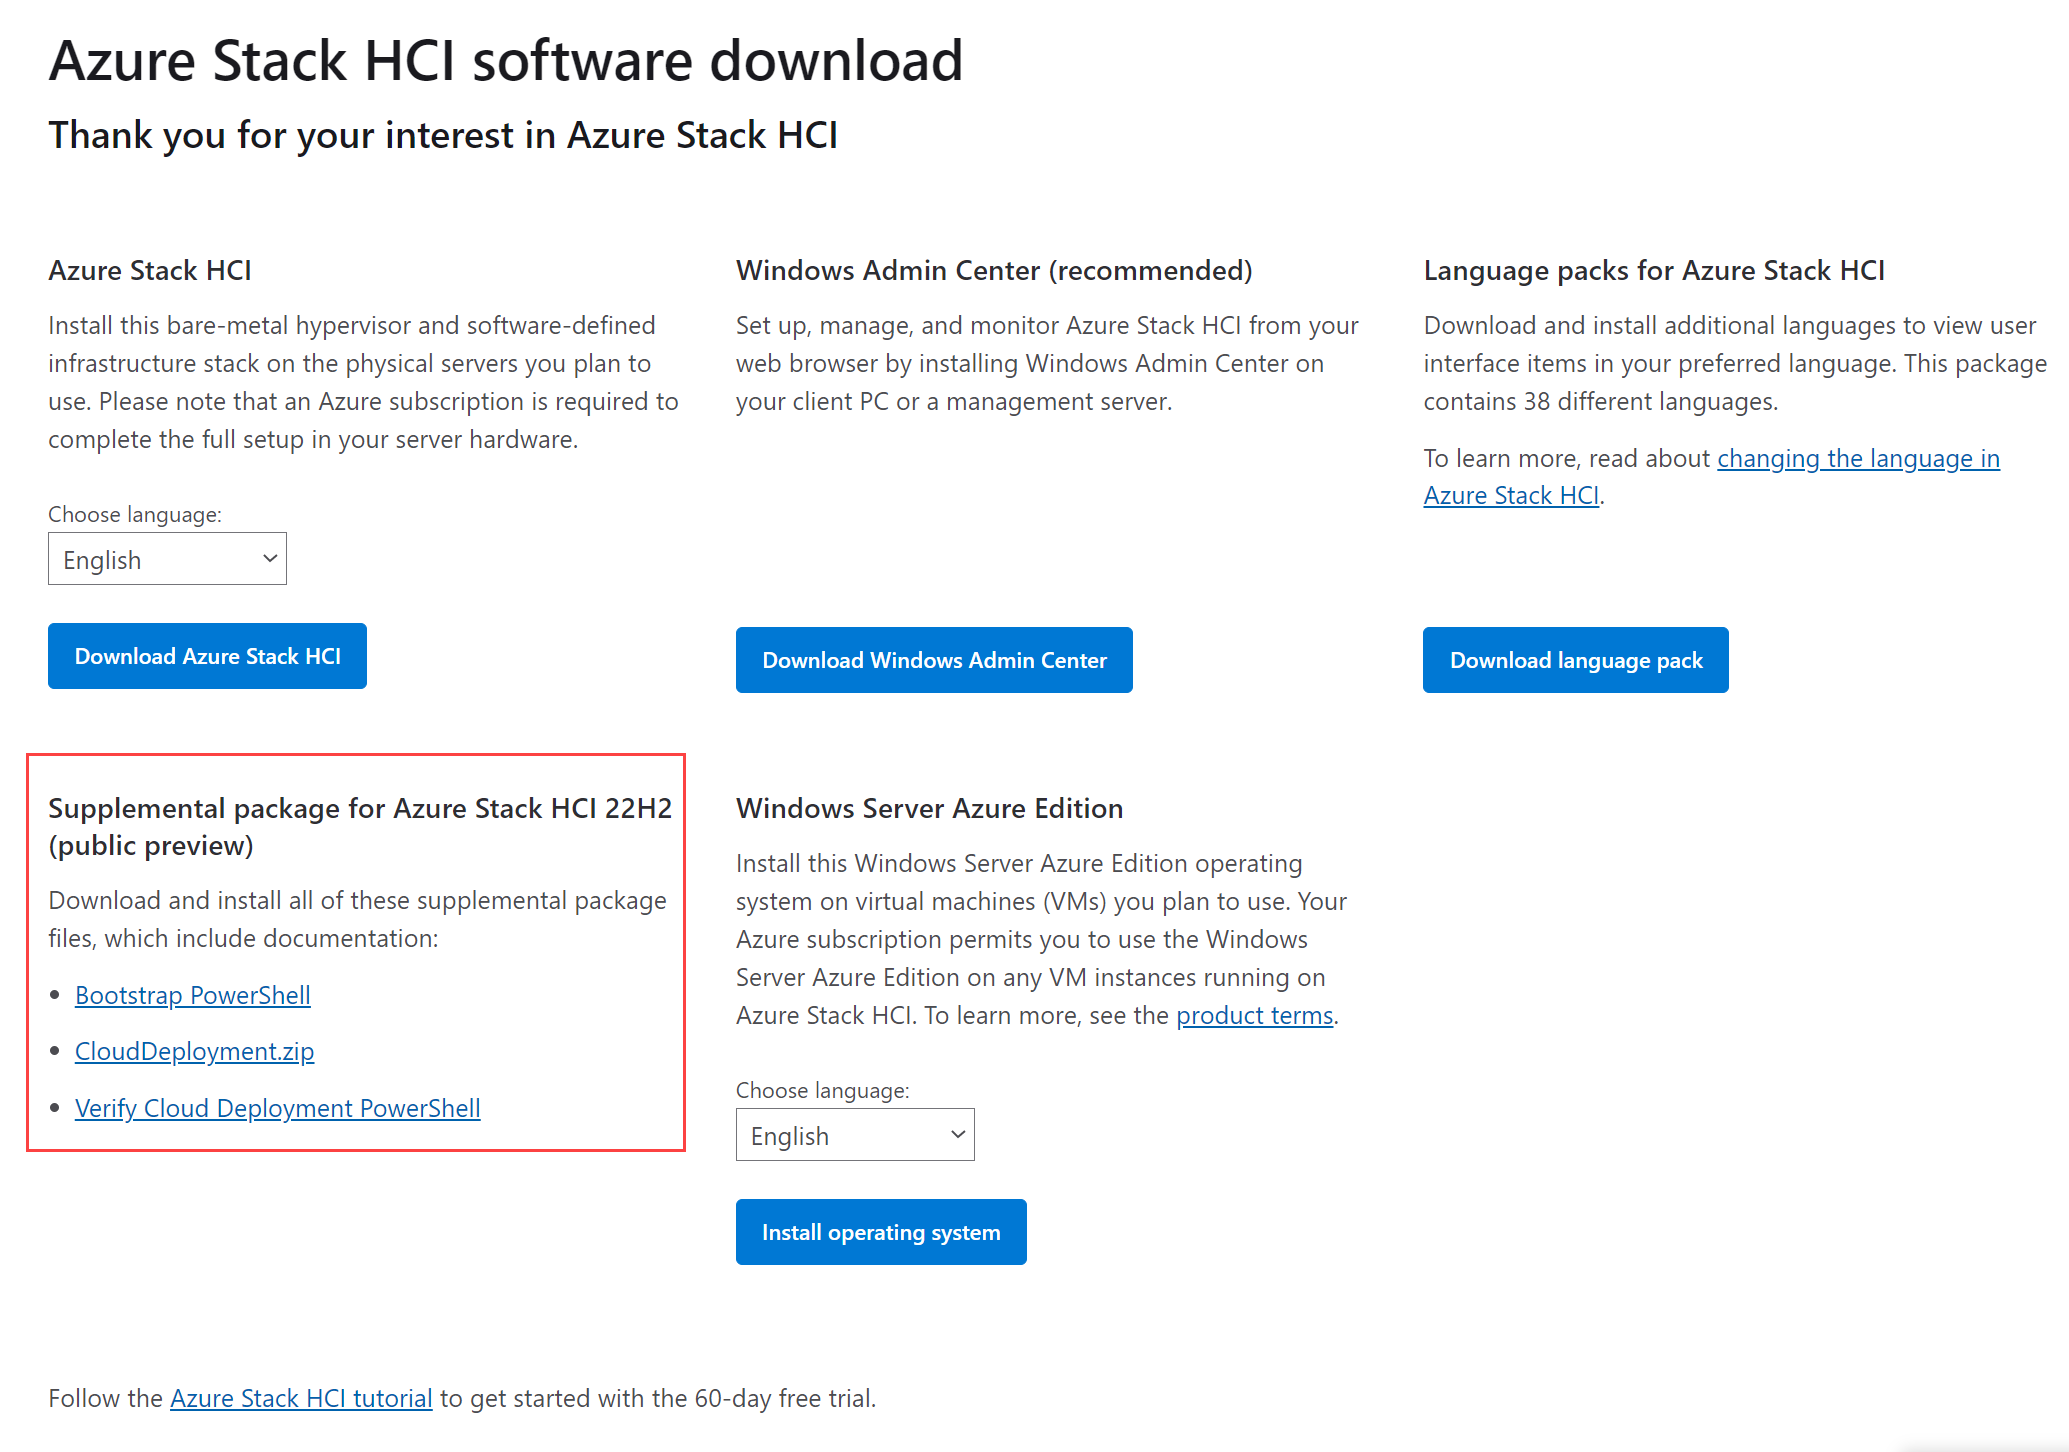 Azure Stack HCI software download
Thank you for your interest in Azure Stack HCI
Azure Stack HCI
Install this bare-metal hypervisor and software-defined
infrastructure stack on the physical servers you plan to
use. Please note that an Azure subscription is required to
complete the full setup in your server hardware.
Choose language:
English
Download Azure Stack HCI
Windows Admin Center (recommended)
Set up, manage, and monitor Azure Stack HCI from your
web browser by installing Windows Admin Center on
your client PC or a management server.
Download Windows Admin Center
Language packs for Azure Stack HCI
Download and install additional languages to view user
interface items in your preferred language. This package
contains 38 different languages.
To learn more, read about changing the language in
Azure Stack HCI.
Download language pack
Supplemental package for Azure Stack HCI 22H2
(public preview)
Download and install all of these supplemental package
files, which include documentation:
• Bootstrap PowerShell
• CloudDeployment.zip
• Verify Cloud Deployment PowerShell
Windows Server Azure Edition
Install this Windows Server Azure Edition operating
system on virtual machines (VMs) you plan to use. Your
Azure subscription permits you to use the Windows
Server Azure Edition on any VM instances running on
Azure Stack HCI. To learn more, see the product terms.
Choose language:
English
Install operating system
Follow the Azure Stack HCI tutorial to get started with the 60-day free trial.